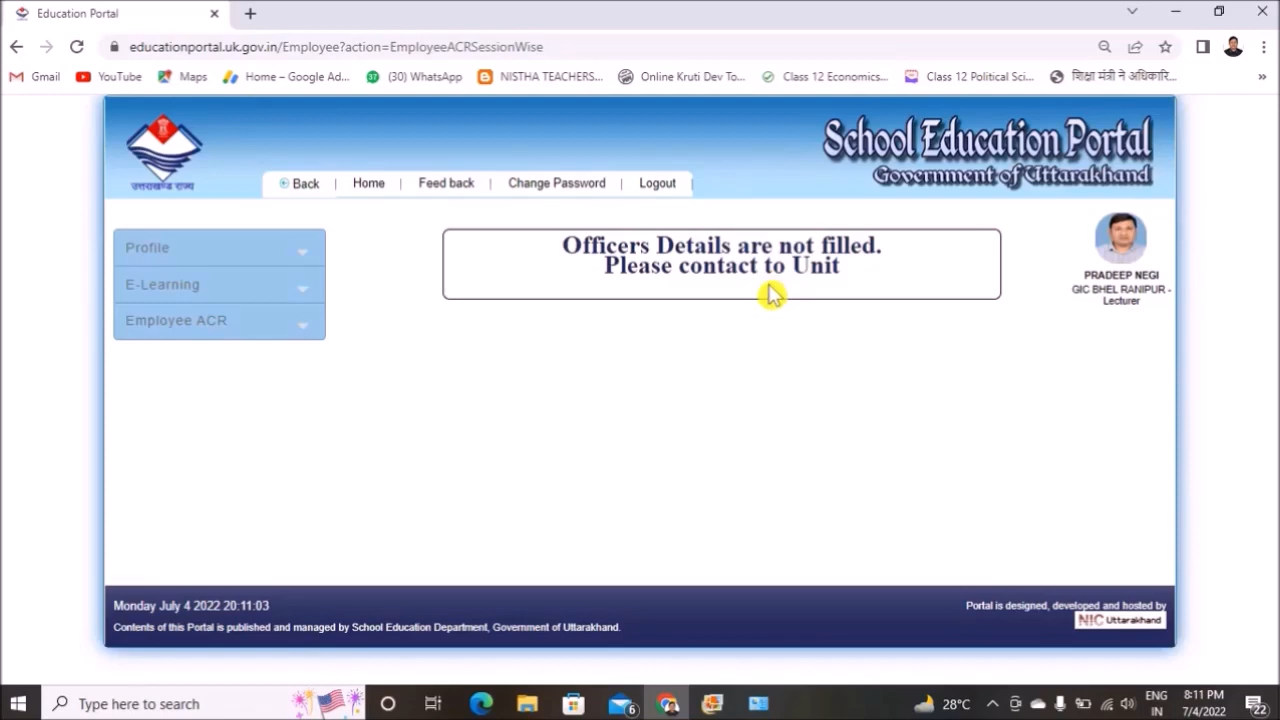 Education Portal
educationportal.uk.gov.in/Employee?action=EmployeeACRSessionWise
Gmail YouTube Maps Home – Google Ad... (30) WhatsApp NISTHA TEACHERS... Online Kruti Dev To... Class 12 Economics... Class 12 Political Sci... शिक्षा मंत्री ने अधिकारि... »
School Education Portal
Government of Uttarakhand
उत्तराखण्ड राज्य
Back | Home | Feed back | Change Password | Logout |
Profile
E-Learning
Employee ACR
Officers Details are not filled.
Please contact to Unit
PRADEEP NEGI
GIC BHEL RANIPUR -
Lecturer
Monday July 4 2022 20:11:03
Contents of this Portal is published and managed by School Education Department, Government of Uttarakhand.
Portal is designed, developed and hosted by
NIC Uttarakhand
Type here to search
6
28°C
ENG
IN
8:11 PM
7/4/2022
22